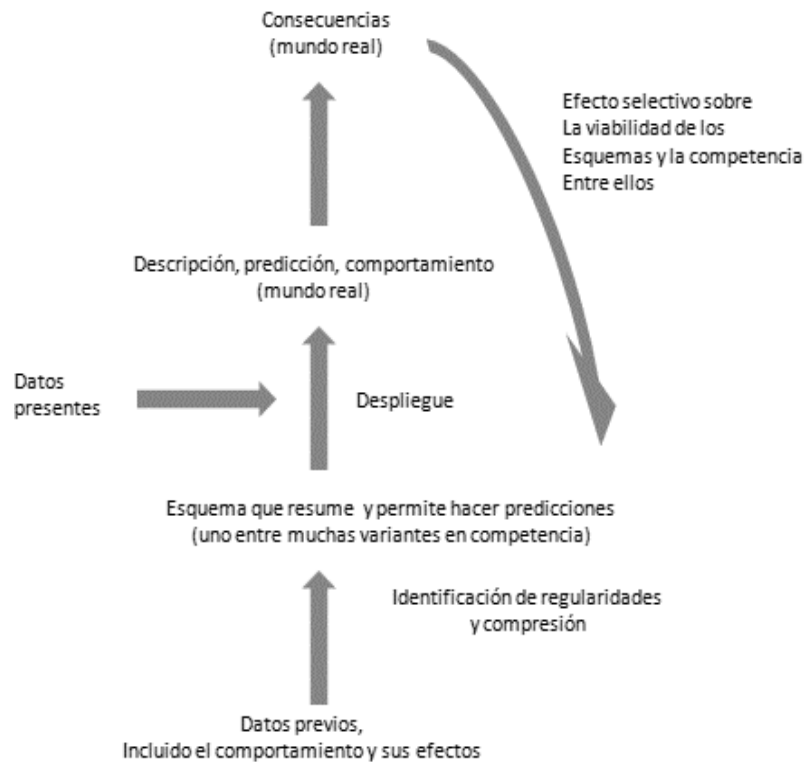 Consecuencias
(mundo real)
Efecto selectivo sobre
La viabilidad de los
Esquemas y la competencia
Entre ellos
Descripción, predicción, comportamiento
(mundo real)
Datos
presentes
Despliegue
Esquema que resume y permite hacer predicciones
(uno entre muchas variantes en competencia)
Identificación de regularidades
y compresión
Datos previos,
Incluido el comportamiento y sus efectos